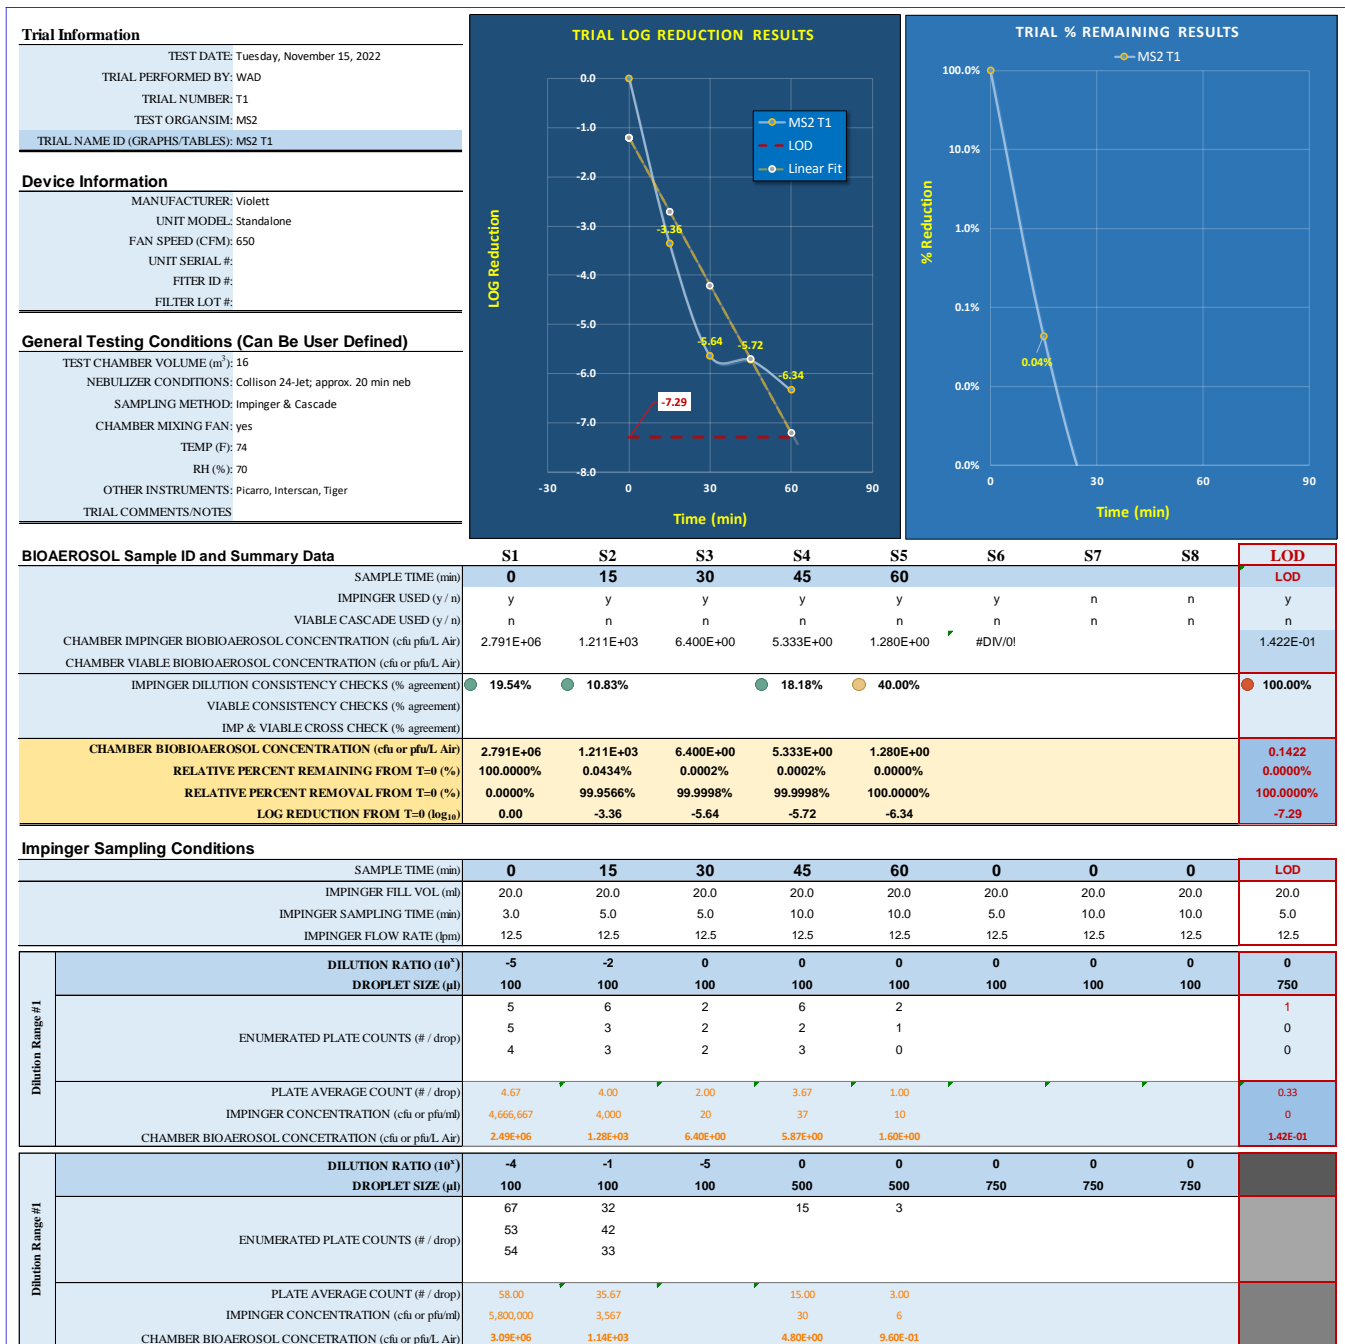 Trial Information
TEST DATE: Tuesday, November 15, 2022
TRIAL PERFORMED BY: WAD
TRIAL NUMBER: T1
TEST ORGANSIM: MS2
TRIAL NAME ID (GRAPHS/TABLES): MS2 T1
Device Information
MANUFACTURER: Violett
UNIT MODEL: Standalone
FAN SPEED (CFM): 650
UNIT SERIAL #:
FITER ID #:
FILTER LOT #:
General Testing Conditions (Can Be User Defined)
TEST CHAMBER VOLUME (m³): 16
NEBULIZER CONDITIONS: Collison 24-Jet; approx. 20 min neb
SAMPLING METHOD: Impinger & Cascade
CHAMBER MIXING FAN: yes
TEMP (F): 74
RH (%): 70
OTHER INSTRUMENTS: Picarro, Interscan, Tiger
TRIAL COMMENTS/NOTES
TRIAL LOG REDUCTION RESULTS
0.0
-1.0
-2.0
-3.0
-4.0
-5.0
-6.0
-7.0
-8.0
LOG Reduction
MS2 T1
LOD
Linear Fit
-3.36
-5.64
-5.72
-6.34
-7.29
-30 0 30 60 90
Time (min)
TRIAL % REMAINING RESULTS
MS2 T1
100.0%
10.0%
1.0%
0.1%
0.0%
0.0%
% Reduction
0.04%
0 30 60 90
Time (min)
BIOAEROSOL Sample ID and Summary Data S1 S2 S3 S4 S5 S6 S7 S8 LOD
SAMPLE TIME (min) 0 15 30 45 60 LOD
IMPINGER USED (y / n) y y y y y y n n y
VIABLE CASCADE USED (y / n) n n n n n n n n n
CHAMBER IMPINGER BIOBIOAEROSOL CONCENTRATION (cfu pfu/L Air) 2.791E+06 1.211E+03 6.400E+00 5.333E+00 1.280E+00 #DIV/0! 1.422E-01
CHAMBER VIABLE BIOBIOAEROSOL CONCENTRATION (cfu or pfu/L Air)
IMPINGER DILUTION CONSISTENCY CHECKS (% agreement) 19.54% 10.83% 18.18% 40.00% 100.00%
VIABLE CONSISTENCY CHECKS (% agreement)
IMP & VIABLE CROSS CHECK (% agreement)
CHAMBER BIOBIOAEROSOL CONCENTRATION (cfu or pfu/L Air) 2.791E+06 1.211E+03 6.400E+00 5.333E+00 1.280E+00 0.1422
RELATIVE PERCENT REMAINING FROM T=0 (%) 100.0000% 0.0434% 0.0002% 0.0002% 0.0000% 0.0000%
RELATIVE PERCENT REMOVAL FROM T=0 (%) 0.0000% 99.9566% 99.9998% 99.9998% 100.0000% 100.0000%
LOG REDUCTION FROM T=0 (log₁₀) 0.00 -3.36 -5.64 -5.72 -6.34 -7.29
Impinger Sampling Conditions
SAMPLE TIME (min) 0 15 30 45 60 0 0 0 LOD
IMPINGER FILL VOL (ml) 20.0 20.0 20.0 20.0 20.0 20.0 20.0 20.0 20.0
IMPINGER SAMPLING TIME (min) 3.0 5.0 5.0 10.0 10.0 5.0 10.0 10.0 5.0
IMPINGER FLOW RATE (lpm) 12.5 12.5 12.5 12.5 12.5 12.5 12.5 12.5 12.5
Dilution Range #1
DILUTION RATIO (10ˣ) -5 -2 0 0 0 0 0 0 0
DROPLET SIZE (µl) 100 100 100 100 100 100 100 100 750
ENUMERATED PLATE COUNTS (# / drop)
5 6 2 6 2 1
5 3 2 2 1 0
4 3 2 3 0 0
PLATE AVERAGE COUNT (# / drop) 4.67 4.00 2.00 3.67 1.00 0.33
IMPINGER CONCENTRATION (cfu or pfu/ml) 4,666,667 4,000 20 37 10 0
CHAMBER BIOAEROSOL CONCETRATION (cfu or pfu/L Air) 2.49E+06 1.28E+03 6.40E+00 5.87E+00 1.60E+00 1.42E-01
Dilution Range #1
DILUTION RATIO (10ˣ) -4 -1 -5 0 0 0 0 0
DROPLET SIZE (µl) 100 100 100 500 500 750 750 750
ENUMERATED PLATE COUNTS (# / drop)
67 32 15 3
53 42
54 33
PLATE AVERAGE COUNT (# / drop) 58.00 35.67 15.00 3.00
IMPINGER CONCENTRATION (cfu or pfu/ml) 5,800,000 3,567 30 6
CHAMBER BIOAEROSOL CONCETRATION (cfu or pfu/L Air) 3.09E+06 1.14E+03 4.80E+00 9.60E-01